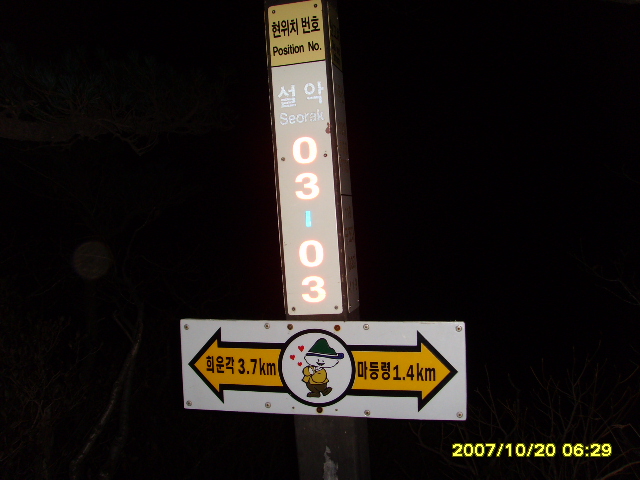 현위치 번호
Position No.
설악
Seorak
03-03
희운각 3.7km
마등령 1.4km
2007/10/20 06:29